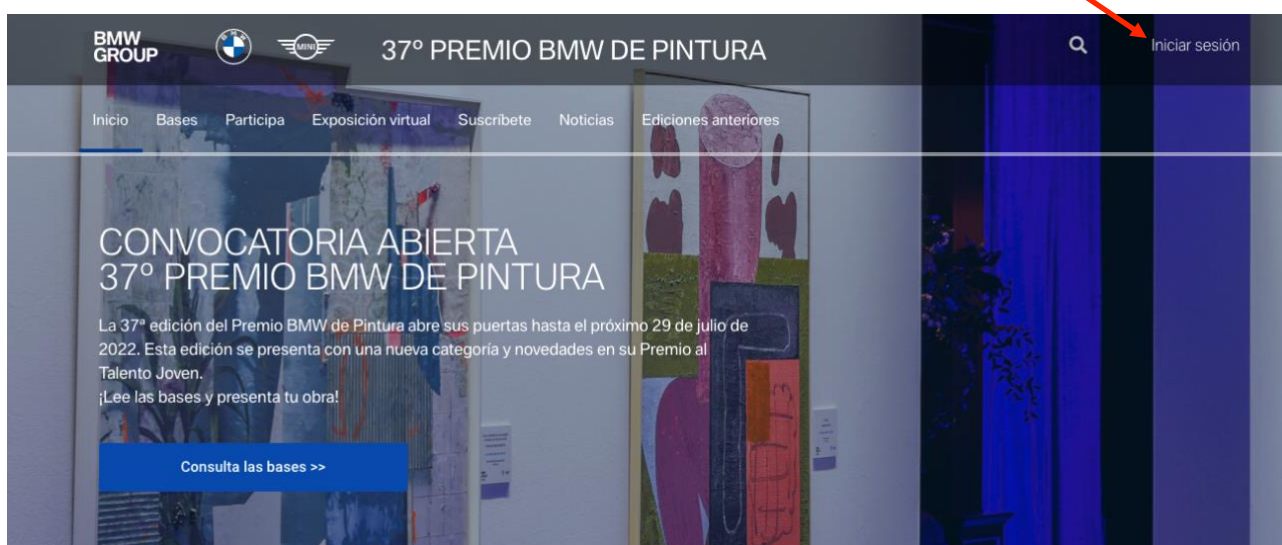 BMW
GROUP
BMW
MINI
37º PREMIO BMW DE PINTURA
Iniciar sesión
Inicio Bases Participa Exposición virtual Suscríbete Noticias Ediciones anteriores
CONVOCATORIA ABIERTA
37º PREMIO BMW DE PINTURA
La 37ª edición del Premio BMW de Pintura abre sus puertas hasta el próximo 29 de julio de
2022. Esta edición se presenta con una nueva categoría y novedades en su Premio al
Talento Joven.
¡Lee las bases y presenta tu obra!
Consulta las bases >>